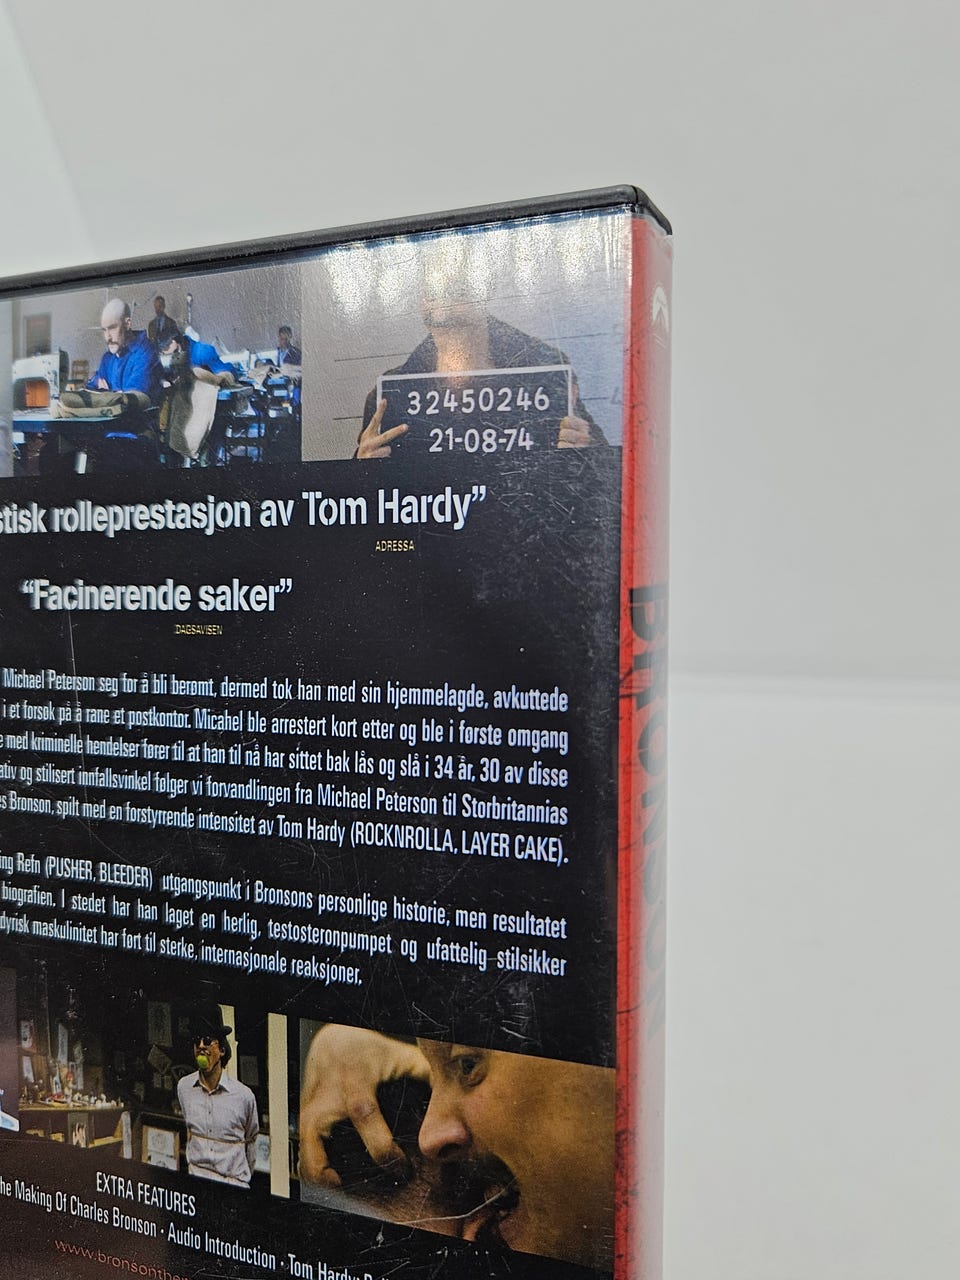 32450246
21-08-74
stisk rolleprestasjon av Tom Hardy”
ADRESSA
“Facinerende saker”
DAGSAVISEN
Michael Peterson seg for å bli berømt, dermed tok han med sin hjemmelagde, avkuttede
i et forsøk på å rane et postkontor. Micahel ble arrestert kort etter og ble i første omgang
e med kriminelle hendelser fører til at han til nå har sittet bak lås og slå i 34 år, 30 av disse
ativ og stilisert innfallsvinkel følger vi forvandlingen fra Michael Peterson til Storbritannias
es Bronson, spilt med en forstyrrende intensitet av Tom Hardy (ROCKNROLLA, LAYER CAKE).
ing Refn (PUSHER, BLEEDER) utgangspunkt i Bronsons personlige historie, men resultatet
biografien. I stedet har han laget en herlig, testosteronpumpet og ufattelig stilsikker
dyrisk maskulinitet har ført til sterke, internasjonale reaksjoner.
EXTRA FEATURES
he Making Of Charles Bronson · Audio Introduction · Tom Hardy:
www.bronsonthe
BRONSON